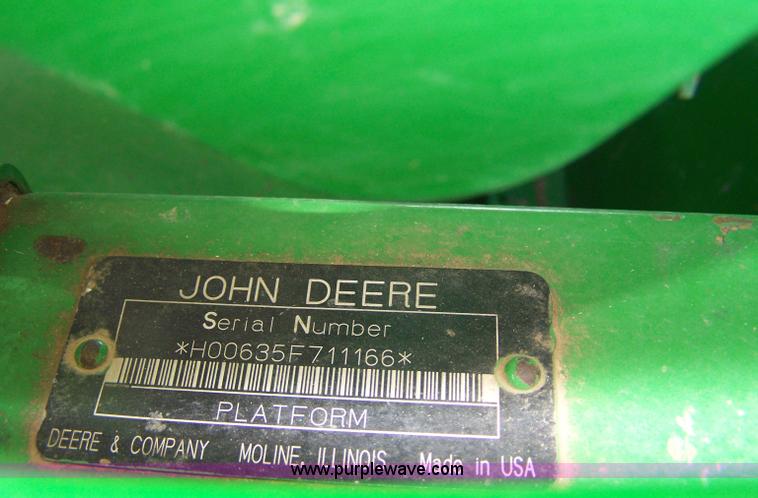 JOHN DEERE
Serial Number
*H00635F711166*
PLATFORM
DEERE & COMPANY MOLINE, ILLINOIS Made in USA
www.purplewave.com